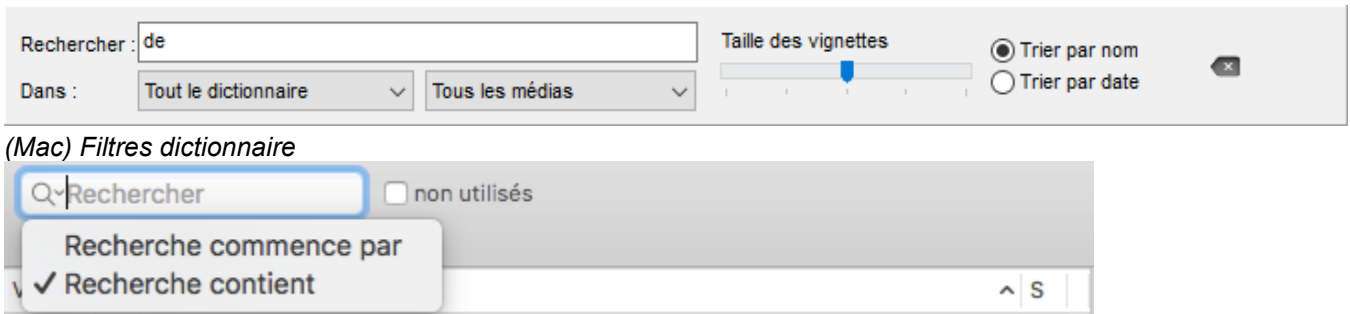 Rechercher : de
Taille des vignettes
Trier par nom
Dans : Tout le dictionnaire Tous les médias
Trier par date
(Mac) Filtres dictionnaire
Rechercher non utilisés
Recherche commence par
✓ Recherche contient
S